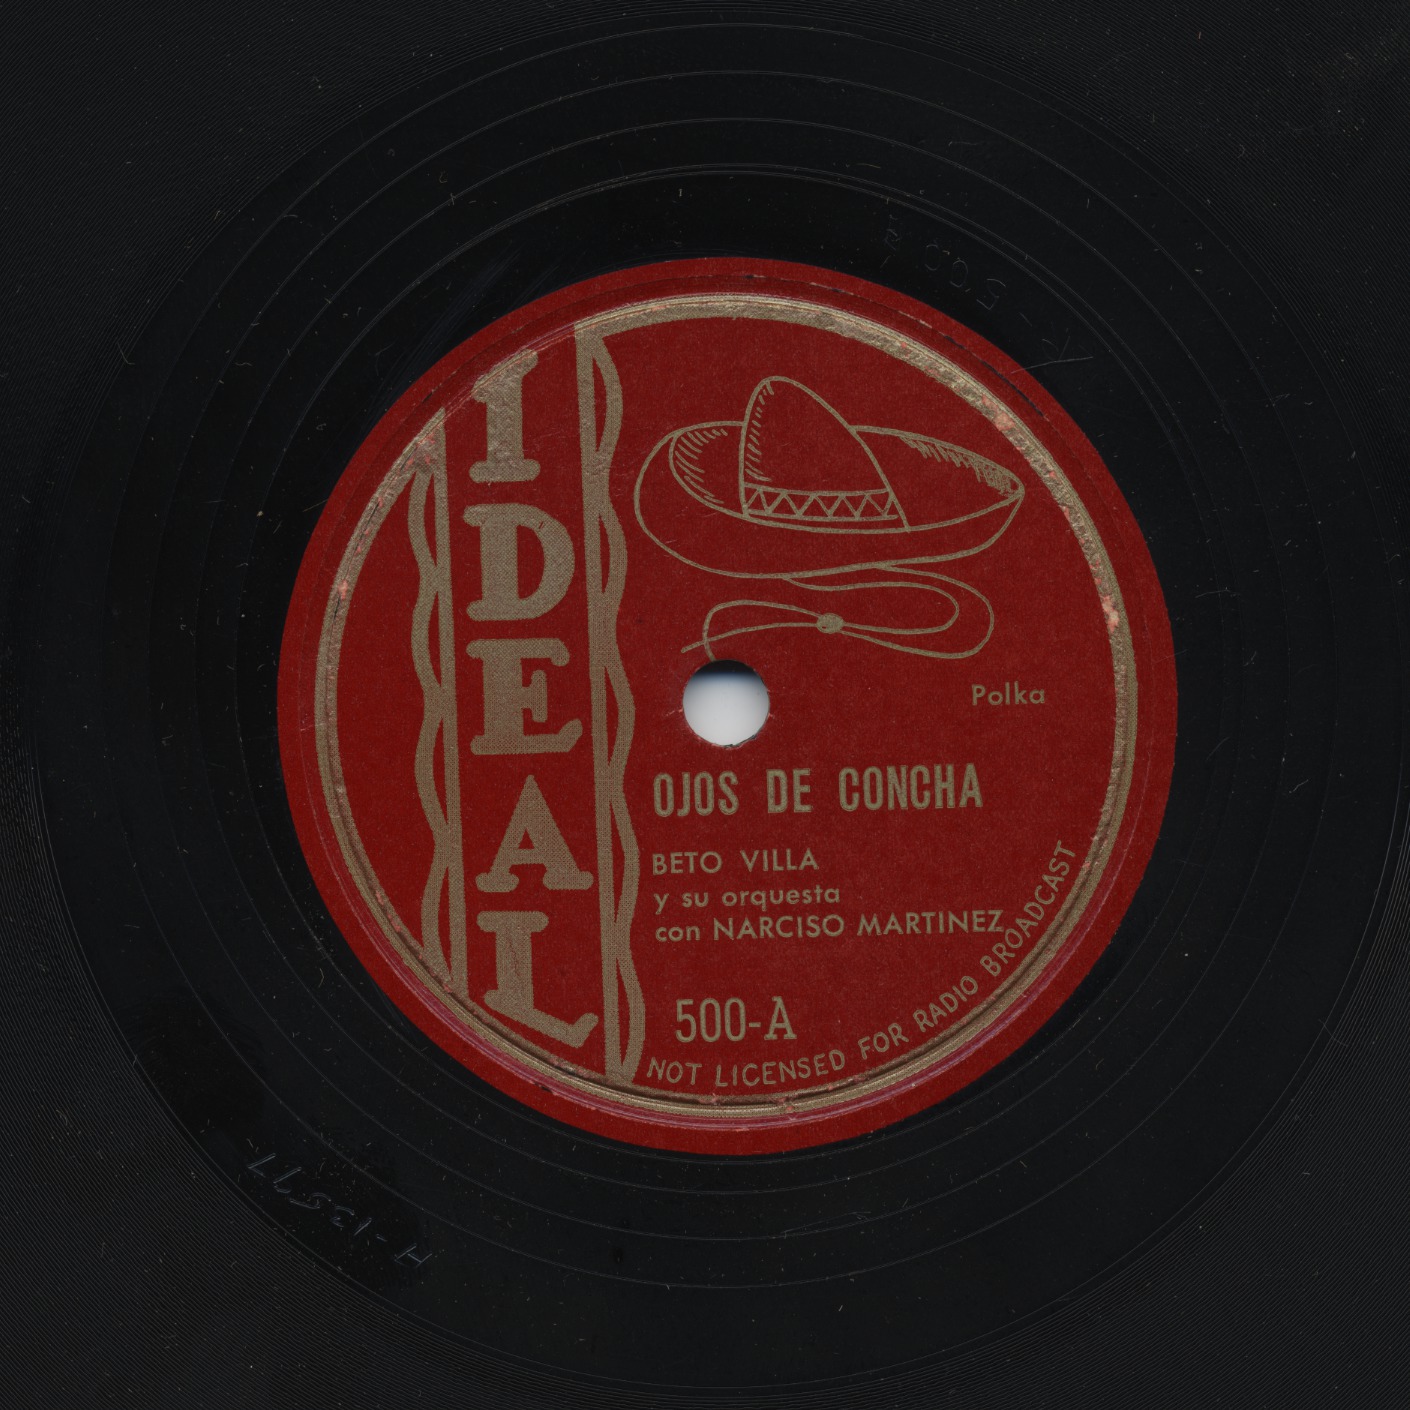 IDEAL
Polka
OJOS DE CONCHA
BETO VILLA
y su orquesta
con NARCISO MARTINEZ
500-A
NOT LICENSED FOR RADIO BROADCAST